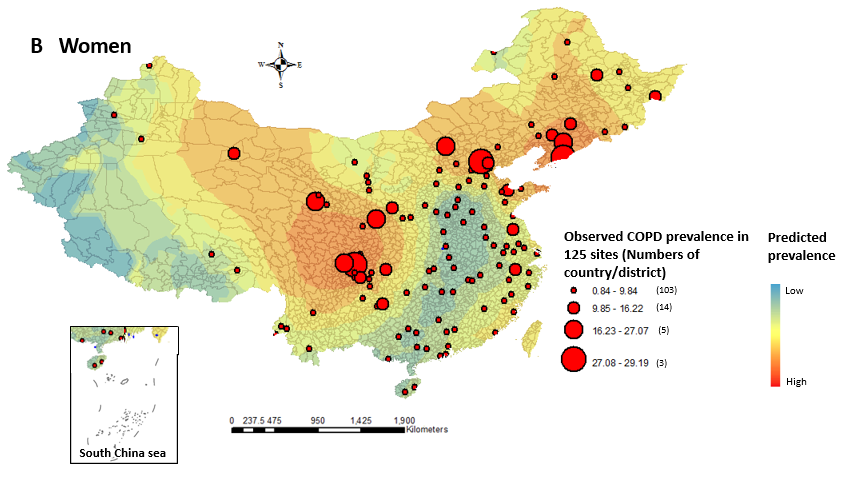 B Women
N
W E
S
Observed COPD prevalence in
125 sites (Numbers of
country/district)
0.84 - 9.84 (103)
9.85 - 16.22 (14)
16.23 - 27.07 (5)
27.08 - 29.19 (3)
Predicted
prevalence
Low
High
South China sea
0 237.5 475 950 1,425 1,900
Kilometers